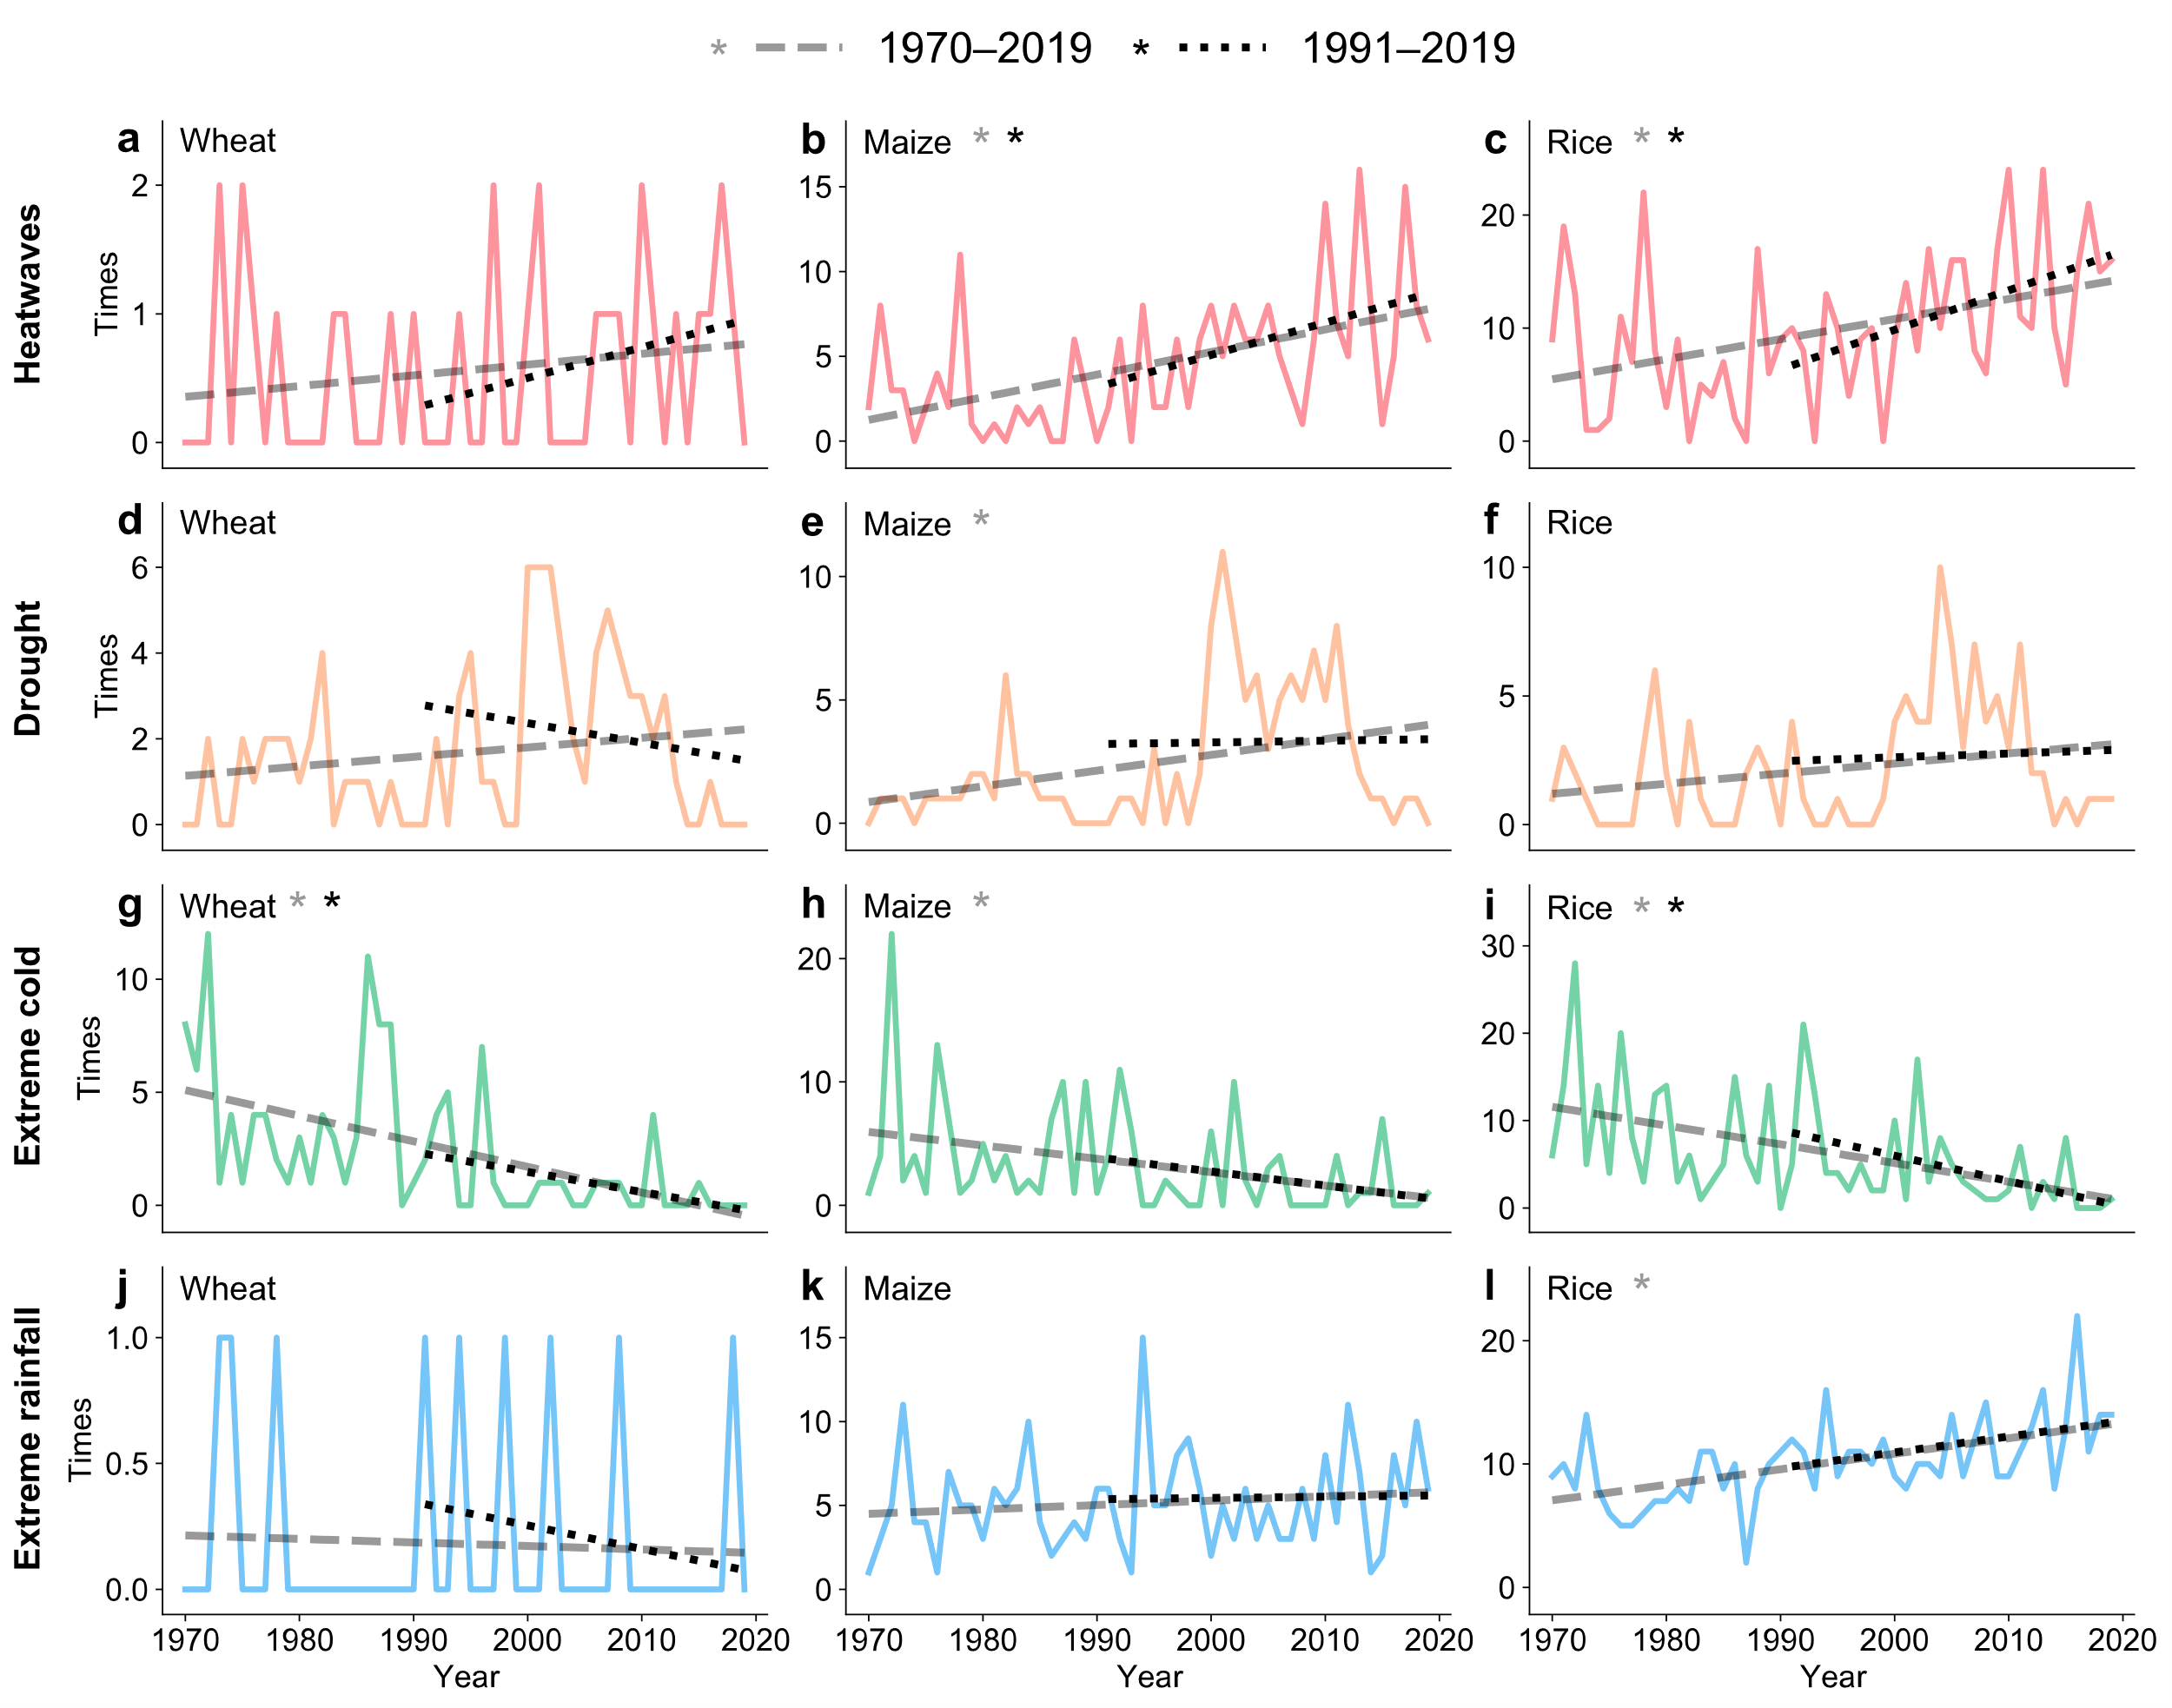 * 1970–2019 * 1991–2019
Heatwaves
a Wheat
Times
2
1
0
b Maize * *
15
10
5
0
c Rice * *
20
10
0
Drought
d Wheat
Times
6
4
2
0
e Maize *
10
5
0
f Rice
10
5
0
Extreme cold
g Wheat * *
Times
10
5
0
h Maize *
20
10
0
i Rice * *
30
20
10
0
Extreme rainfall
j Wheat
Times
1.0
0.5
0.0
1970 1980 1990 2000 2010 2020
Year
k Maize
15
10
5
0
1970 1980 1990 2000 2010 2020
Year
l Rice *
20
10
0
1970 1980 1990 2000 2010 2020
Year